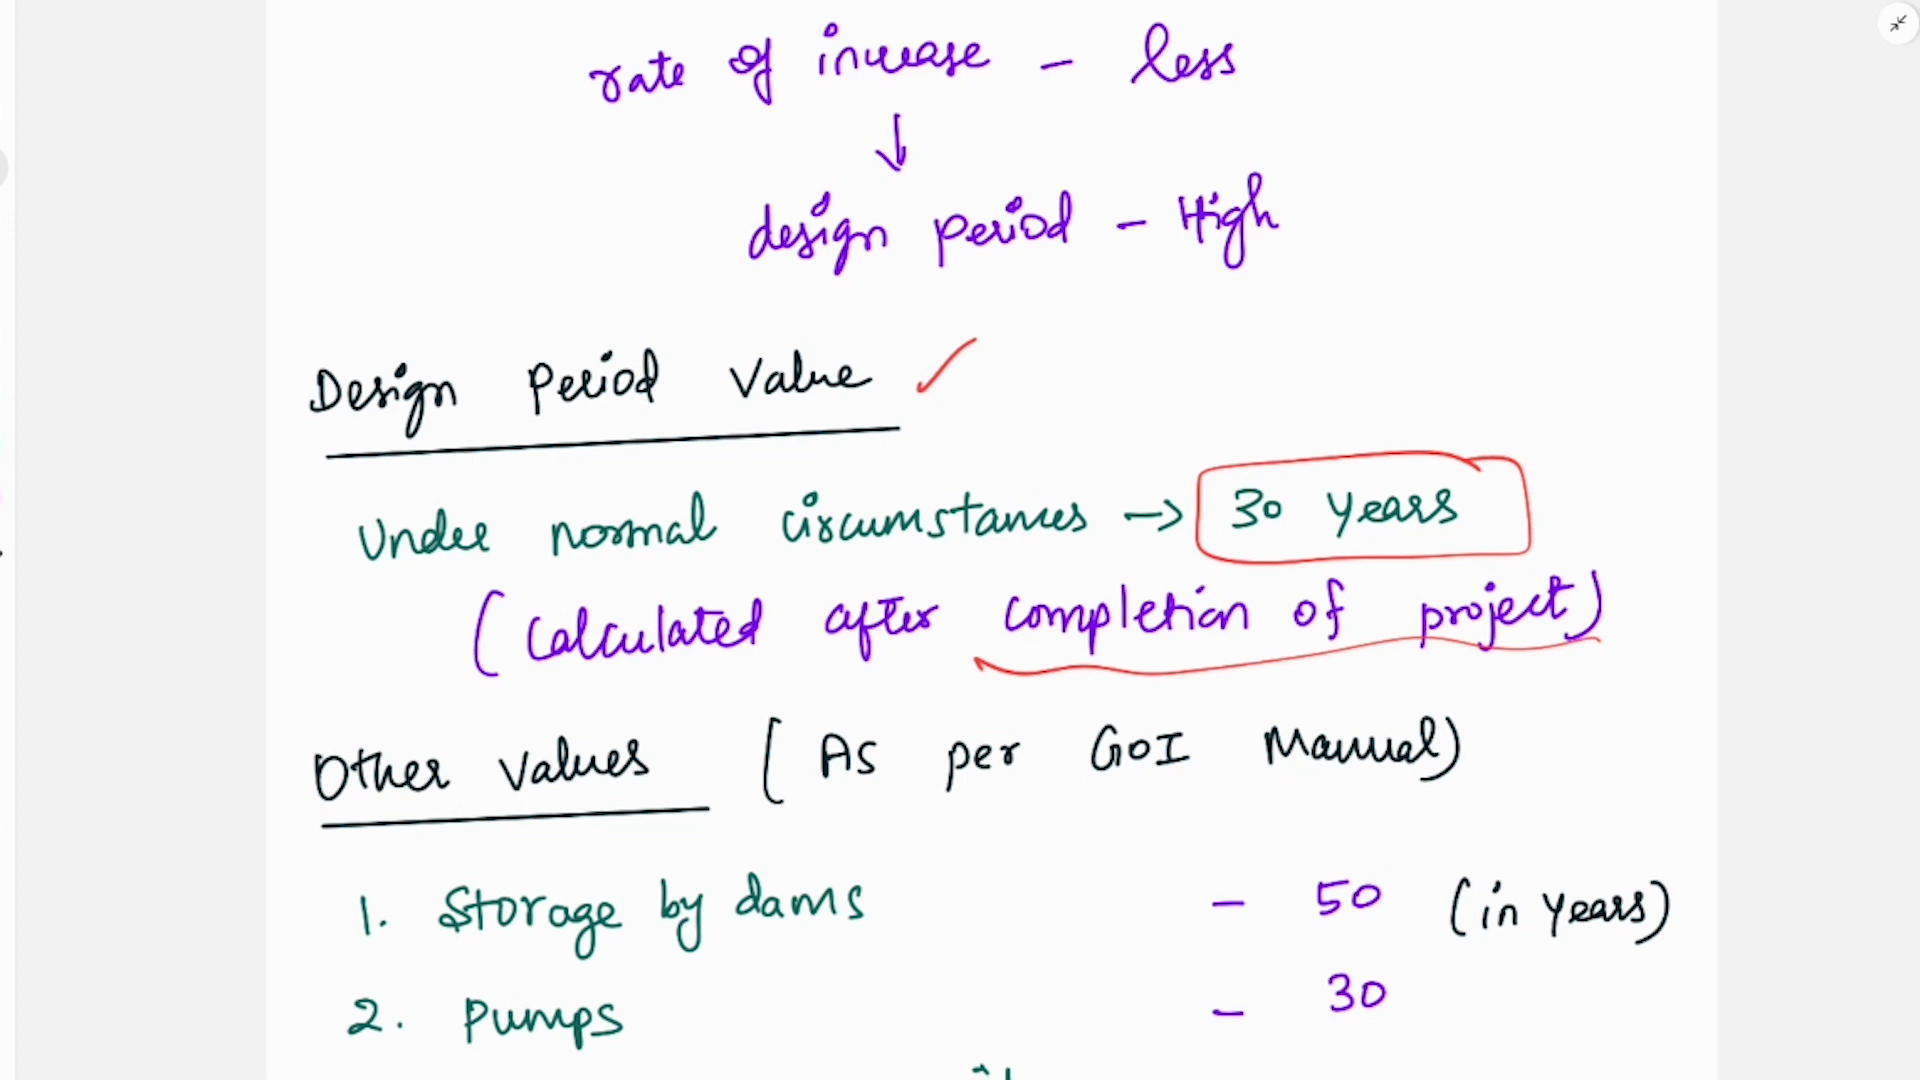 rate of increase - less
↓
design period - High
Design Period Value ✓
Under normal circumstances → 30 years
(Calculated after completion of project)
Other values (As per GOI Manual)
1. Storage by dams - 50 (in years)
2. Pumps - 30